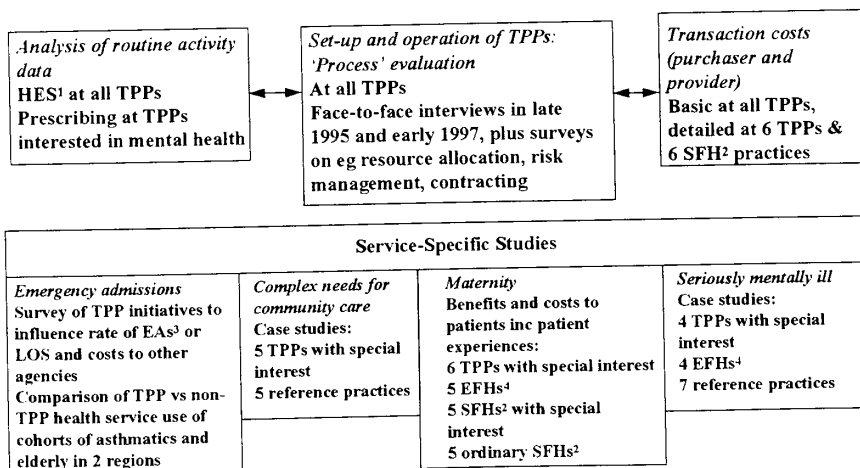 Analysis of routine activity
data
HES¹ at all TPPs
Prescribing at TPPs
interested in mental health
Set-up and operation of TPPs:
‘Process’ evaluation
At all TPPs
Face-to-face interviews in late
1995 and early 1997, plus surveys
on eg resource allocation, risk
management, contracting
Transaction costs
(purchaser and
provider)
Basic at all TPPs,
detailed at 6 TPPs &
6 SFH² practices
Service-Specific Studies
Emergency admissions
Survey of TPP initiatives to
influence rate of EAs³ or
LOS and costs to other
agencies
Comparison of TPP vs non-
TPP health service use of
cohorts of asthmatics and
elderly in 2 regions
Complex needs for
community care
Case studies:
5 TPPs with special
interest
5 reference practices
Maternity
Benefits and costs to
patients inc patient
experiences:
6 TPPs with special interest
5 EFHs⁴
5 SFHs² with special
interest
5 ordinary SFHs²
Seriously mentally ill
Case studies:
4 TPPs with special
interest
4 EFHs⁴
7 reference practices